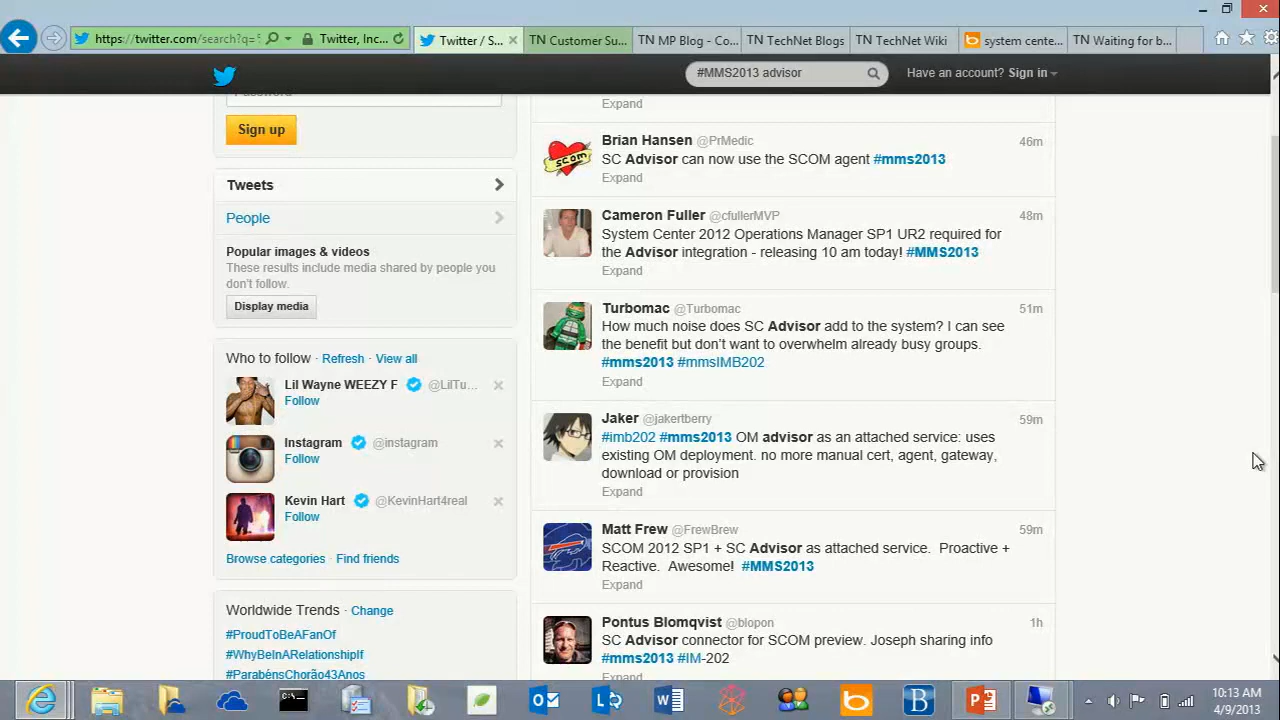 https://twitter.com/search?q=
Twitter, Inc...
Twitter / S...
TN Customer Su...
TN MP Blog - Co...
TN TechNet Blogs
TN TechNet Wiki
system cente...
TN Waiting for b...
#MMS2013 advisor
Have an account? Sign in
Password
Sign up
Tweets
People
Popular images & videos
These results include media shared by people you
don't follow.
Display media
Who to follow · Refresh · View all
Lil Wayne WEEZY F @LilTu...
Follow
Instagram @instagram
Follow
Kevin Hart @KevinHart4real
Follow
Browse categories · Find friends
Worldwide Trends · Change
#ProudToBeAFanOf
#WhyBeInARelationshipIf
#ParabénsChorão43Anos
Expand
Brian Hansen @PrMedic 46m
scom
SC Advisor can now use the SCOM agent #mms2013
Expand
Cameron Fuller @cfullerMVP 48m
System Center 2012 Operations Manager SP1 UR2 required for
the Advisor integration - releasing 10 am today! #MMS2013
Expand
Turbomac @Turbomac 51m
How much noise does SC Advisor add to the system? I can see
the benefit but don't want to overwhelm already busy groups.
#mms2013 #mmsIMB202
Expand
Jaker @jakertberry 59m
#imb202 #mms2013 OM advisor as an attached service: uses
existing OM deployment. no more manual cert, agent, gateway,
download or provision
Expand
Matt Frew @FrewBrew 59m
SCOM 2012 SP1 + SC Advisor as attached service. Proactive +
Reactive. Awesome! #MMS2013
Expand
Pontus Blomqvist @blopon 1h
SC Advisor connector for SCOM preview. Joseph sharing info
#mms2013 #IM-202
Expand
10:13 AM
4/9/2013